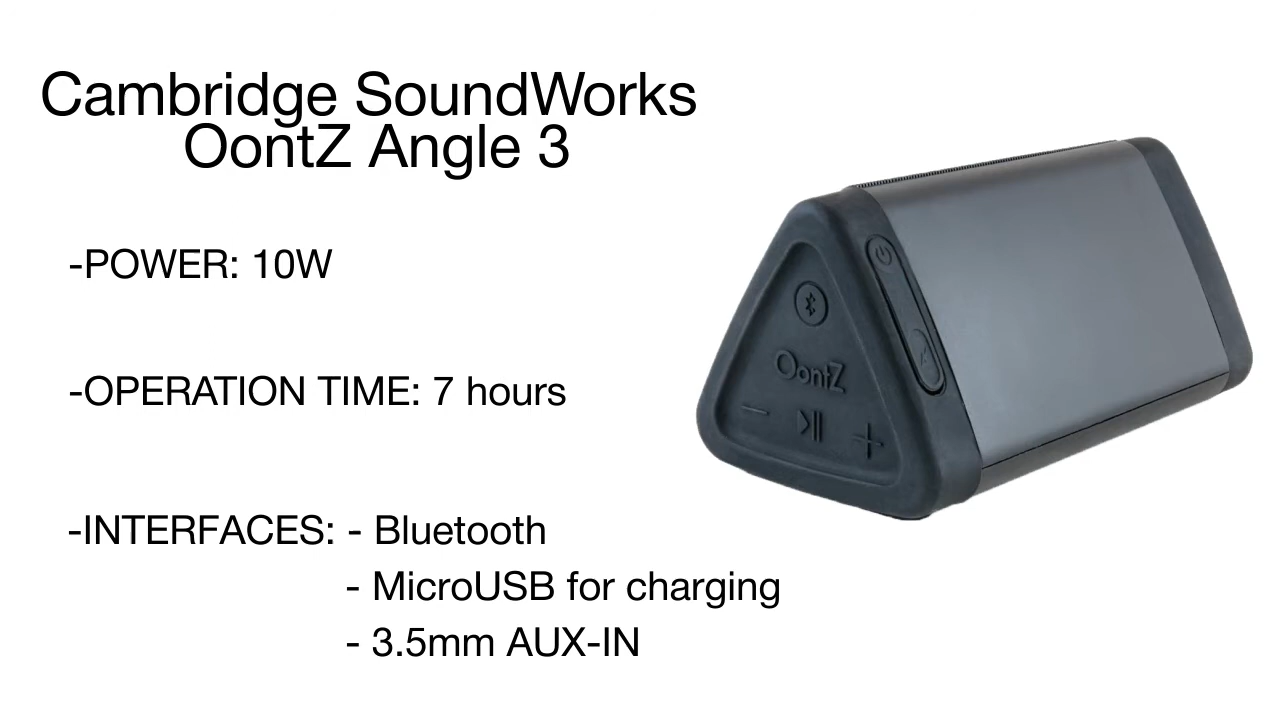 Cambridge SoundWorks
OontZ Angle 3
-POWER: 10W
-OPERATION TIME: 7 hours
-INTERFACES: - Bluetooth
- MicroUSB for charging
- 3.5mm AUX-IN
OontZ